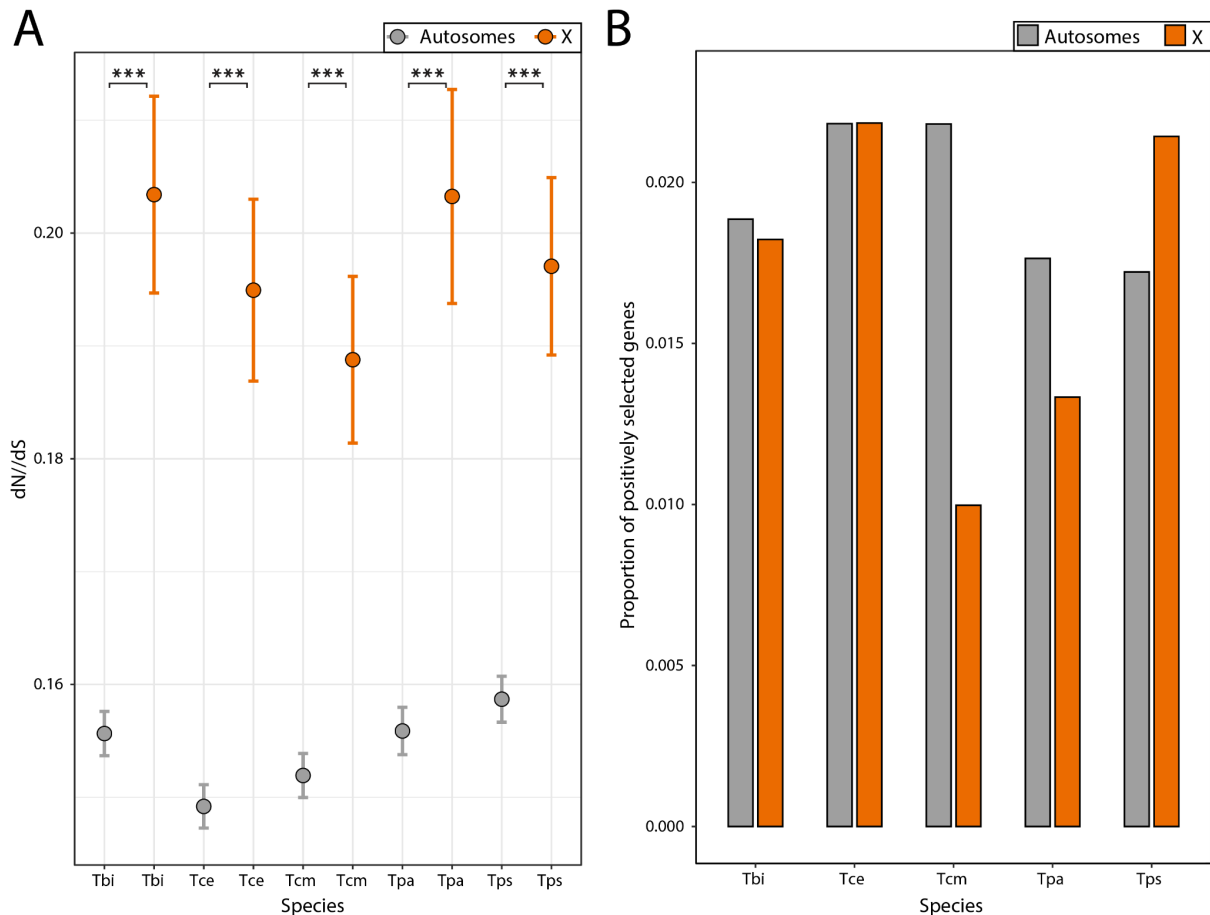 A
Autosomes X
*** *** *** *** ***
dN//dS
0.20
0.18
0.16
Tbi Tbi Tce Tce Tcm Tcm Tpa Tpa Tps Tps
Species
B
Autosomes X
Proportion of positively selected genes
0.020
0.015
0.010
0.005
0.000
Tbi Tce Tcm Tpa Tps
Species